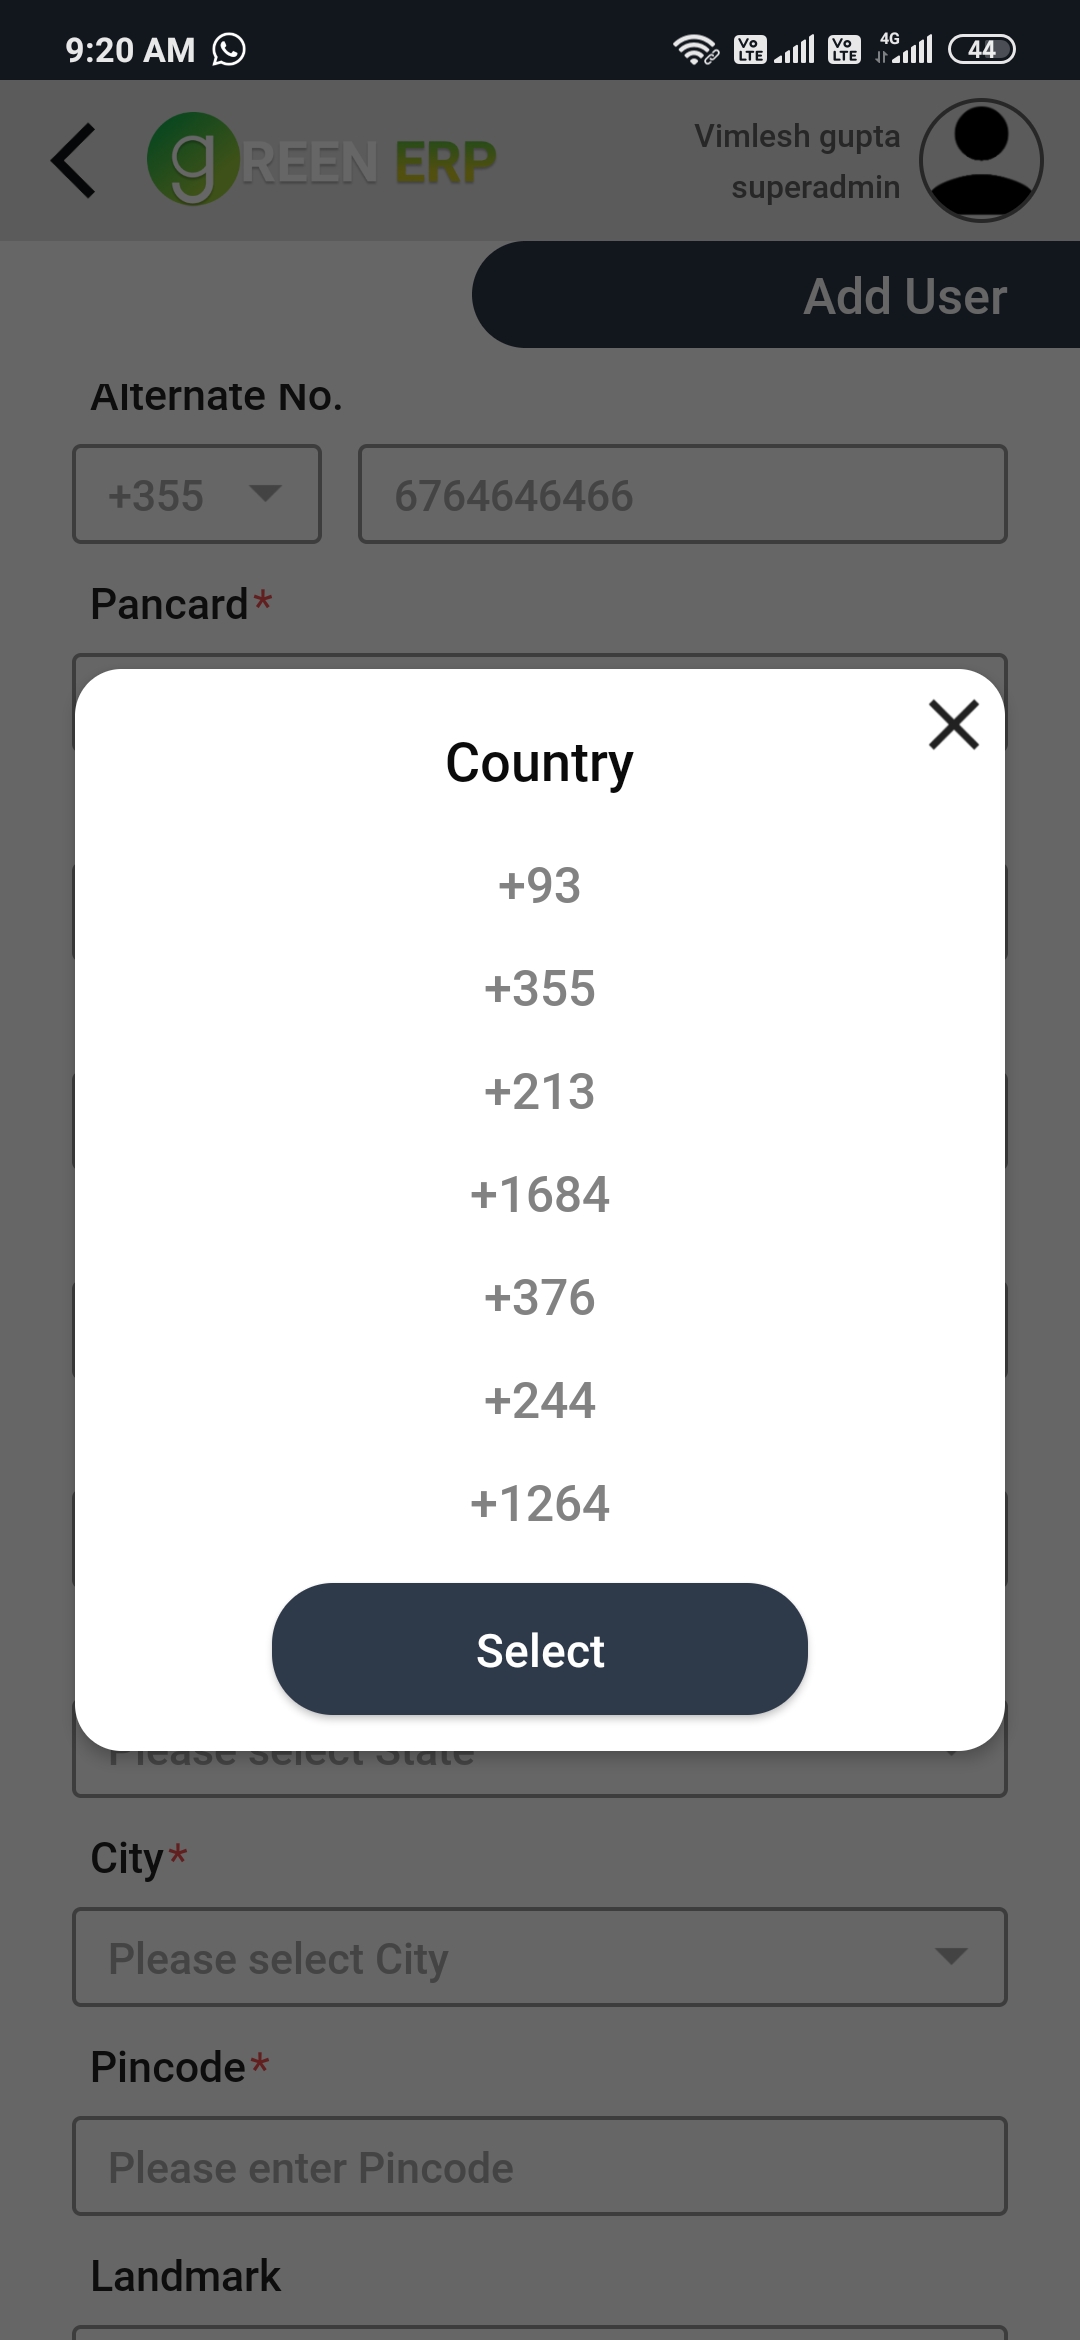 9:20 AM
Vo LTE Vo LTE 4G 44
gREEN ERP
Vimlesh gupta
superadmin
Add User
Alternate No.
+355 6764646466
Pancard*
Country
+93
+355
+213
+1684
+376
+244
+1264
Select
Please select State
City*
Please select City
Pincode*
Please enter Pincode
Landmark